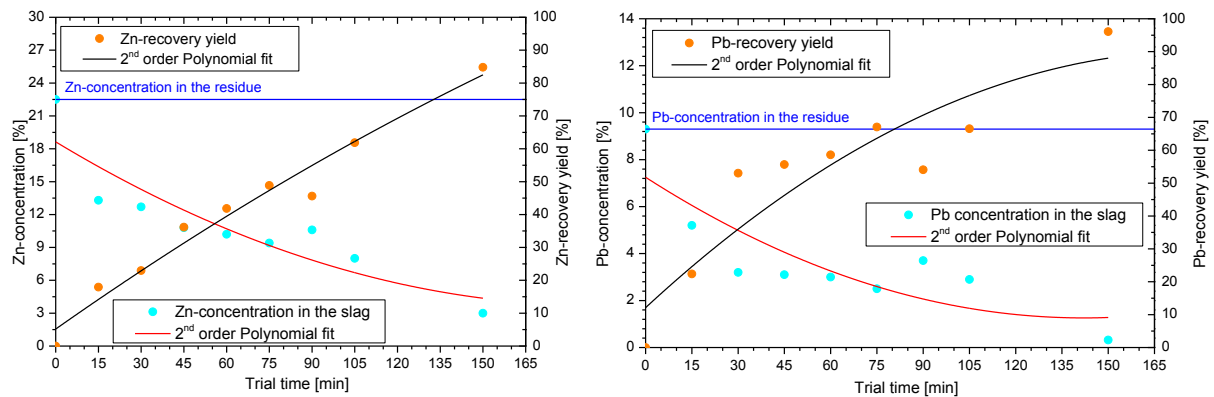 Zn-recovery yield
2nd order Polynomial fit
Zn-concentration in the residue
Zn-concentration in the slag
2nd order Polynomial fit
Zn-concentration [%]
30
27
24
21
18
15
12
9
6
3
0
Zn-recovery yield [%]
100
90
80
70
60
50
40
30
20
10
0
0 15 30 45 60 75 90 105 120 135 150 165
Trial time [min]
Pb-recovery yield
2nd order Polynomial fit
Pb-concentration in the residue
Pb concentration in the slag
2nd order Polynomial fit
Pb-concentration [%]
14
12
10
8
6
4
2
0
Pb-recovery yield [%]
100
90
80
70
60
50
40
30
20
10
0
0 15 30 45 60 75 90 105 120 135 150 165
Trial time [min]